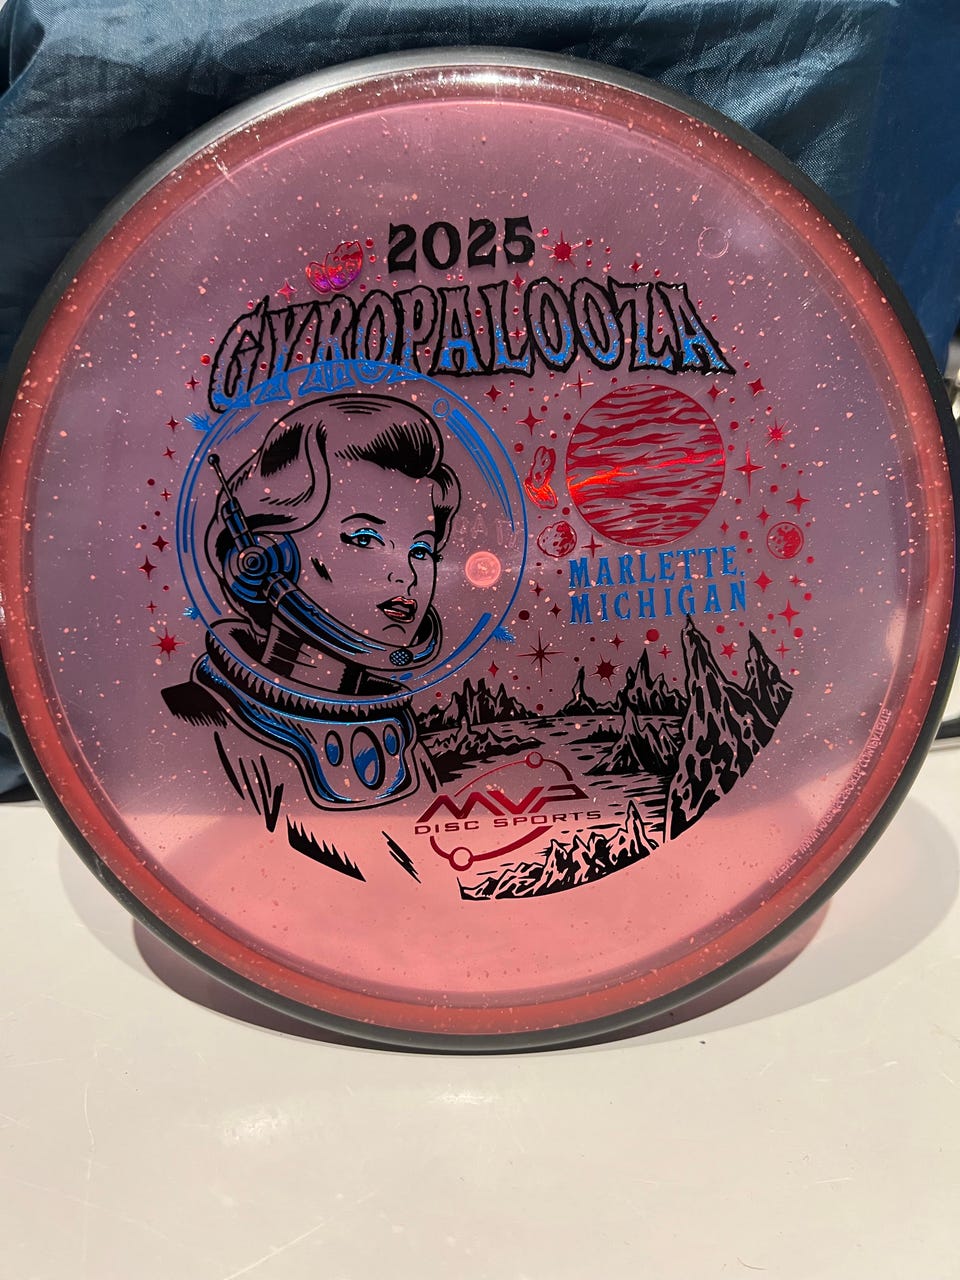 2025
GYROPALOOZA
MARLETTE,
MICHIGAN
MVP
DISC SPORTS